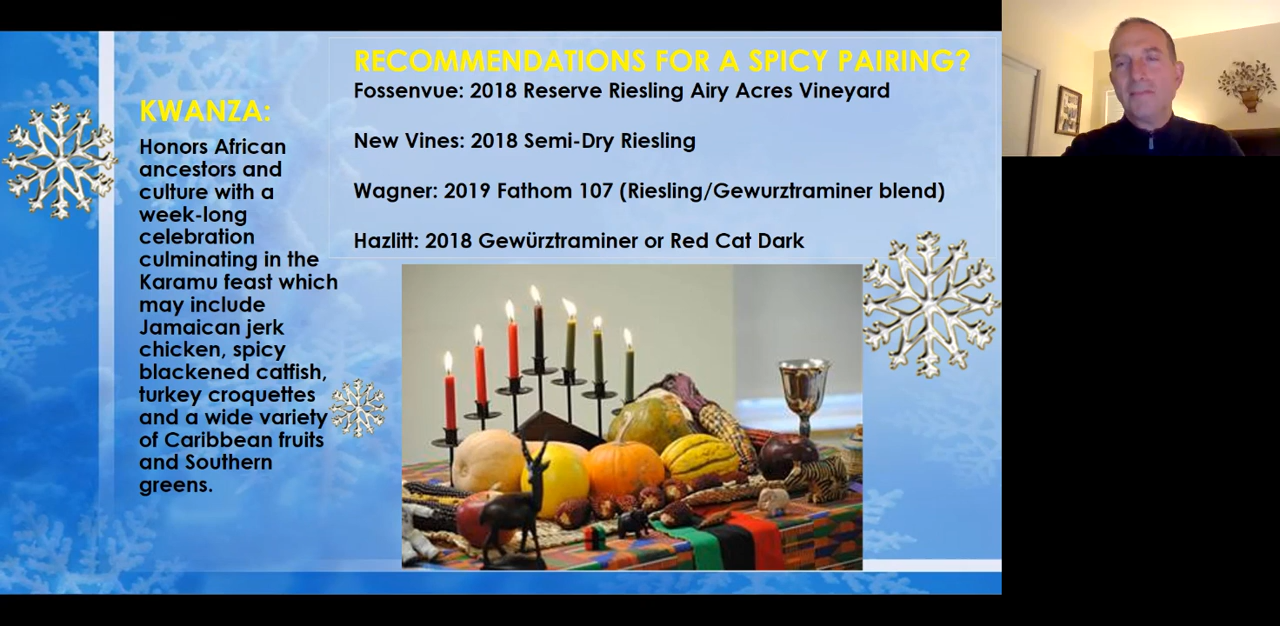 KWANZA:
Honors African
ancestors and
culture with a
week-long
celebration
culminating in the
Karamu feast which
may include
Jamaican jerk
chicken, spicy
blackened catfish,
turkey croquettes
and a wide variety
of Caribbean fruits
and Southern
greens.
RECOMMENDATIONS FOR A SPICY PAIRING?
Fossenvue: 2018 Reserve Riesling Airy Acres Vineyard
New Vines: 2018 Semi-Dry Riesling
Wagner: 2019 Fathom 107 (Riesling/Gewurztraminer blend)
Hazlitt: 2018 Gewürztraminer or Red Cat Dark